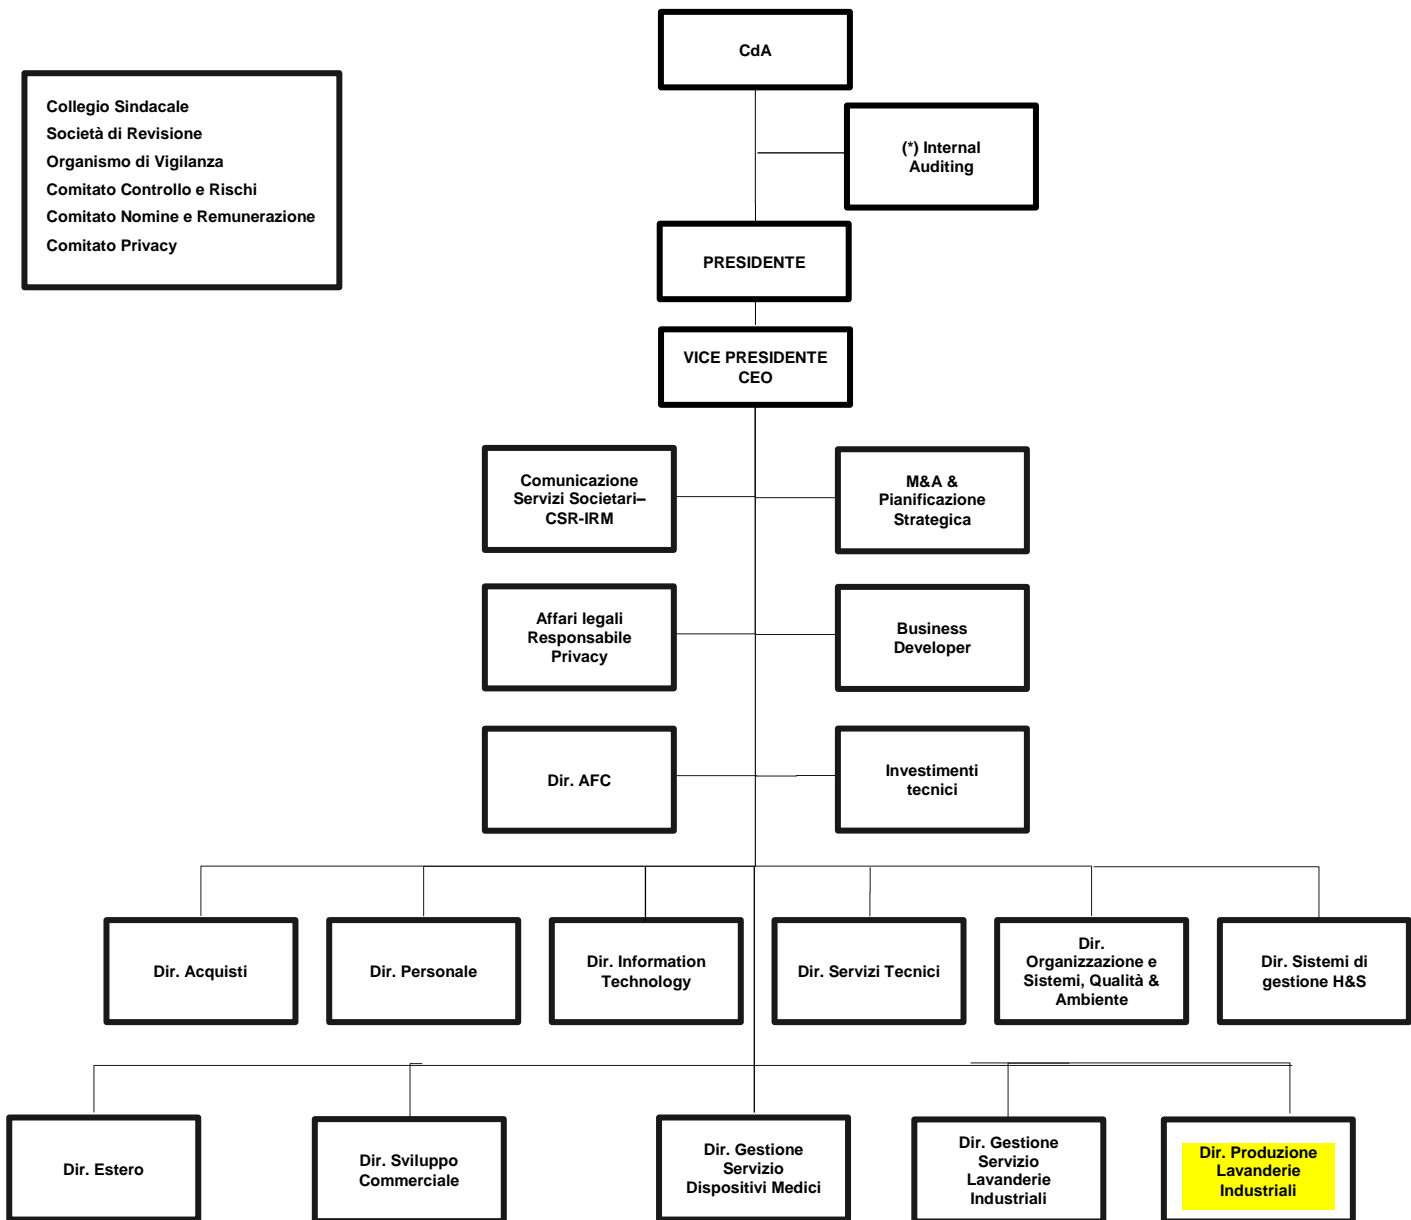 CdA
Collegio Sindacale
Società di Revisione
Organismo di Vigilanza
Comitato Controllo e Rischi
Comitato Nomine e Remunerazione
Comitato Privacy
(*) Internal
Auditing
PRESIDENTE
VICE PRESIDENTE
CEO
Comunicazione
Servizi Societari–
CSR-IRM
M&A &
Pianificazione
Strategica
Affari legali
Responsabile
Privacy
Business
Developer
Dir. AFC
Investimenti
tecnici
Dir. Acquisti
Dir. Personale
Dir. Information
Technology
Dir. Servizi Tecnici
Dir.
Organizzazione e
Sistemi, Qualità &
Ambiente
Dir. Sistemi di
gestione H&S
Dir. Estero
Dir. Sviluppo
Commerciale
Dir. Gestione
Servizio
Dispositivi Medici
Dir. Gestione
Servizio
Lavanderie
Industriali
Dir. Produzione
Lavanderie
Industriali